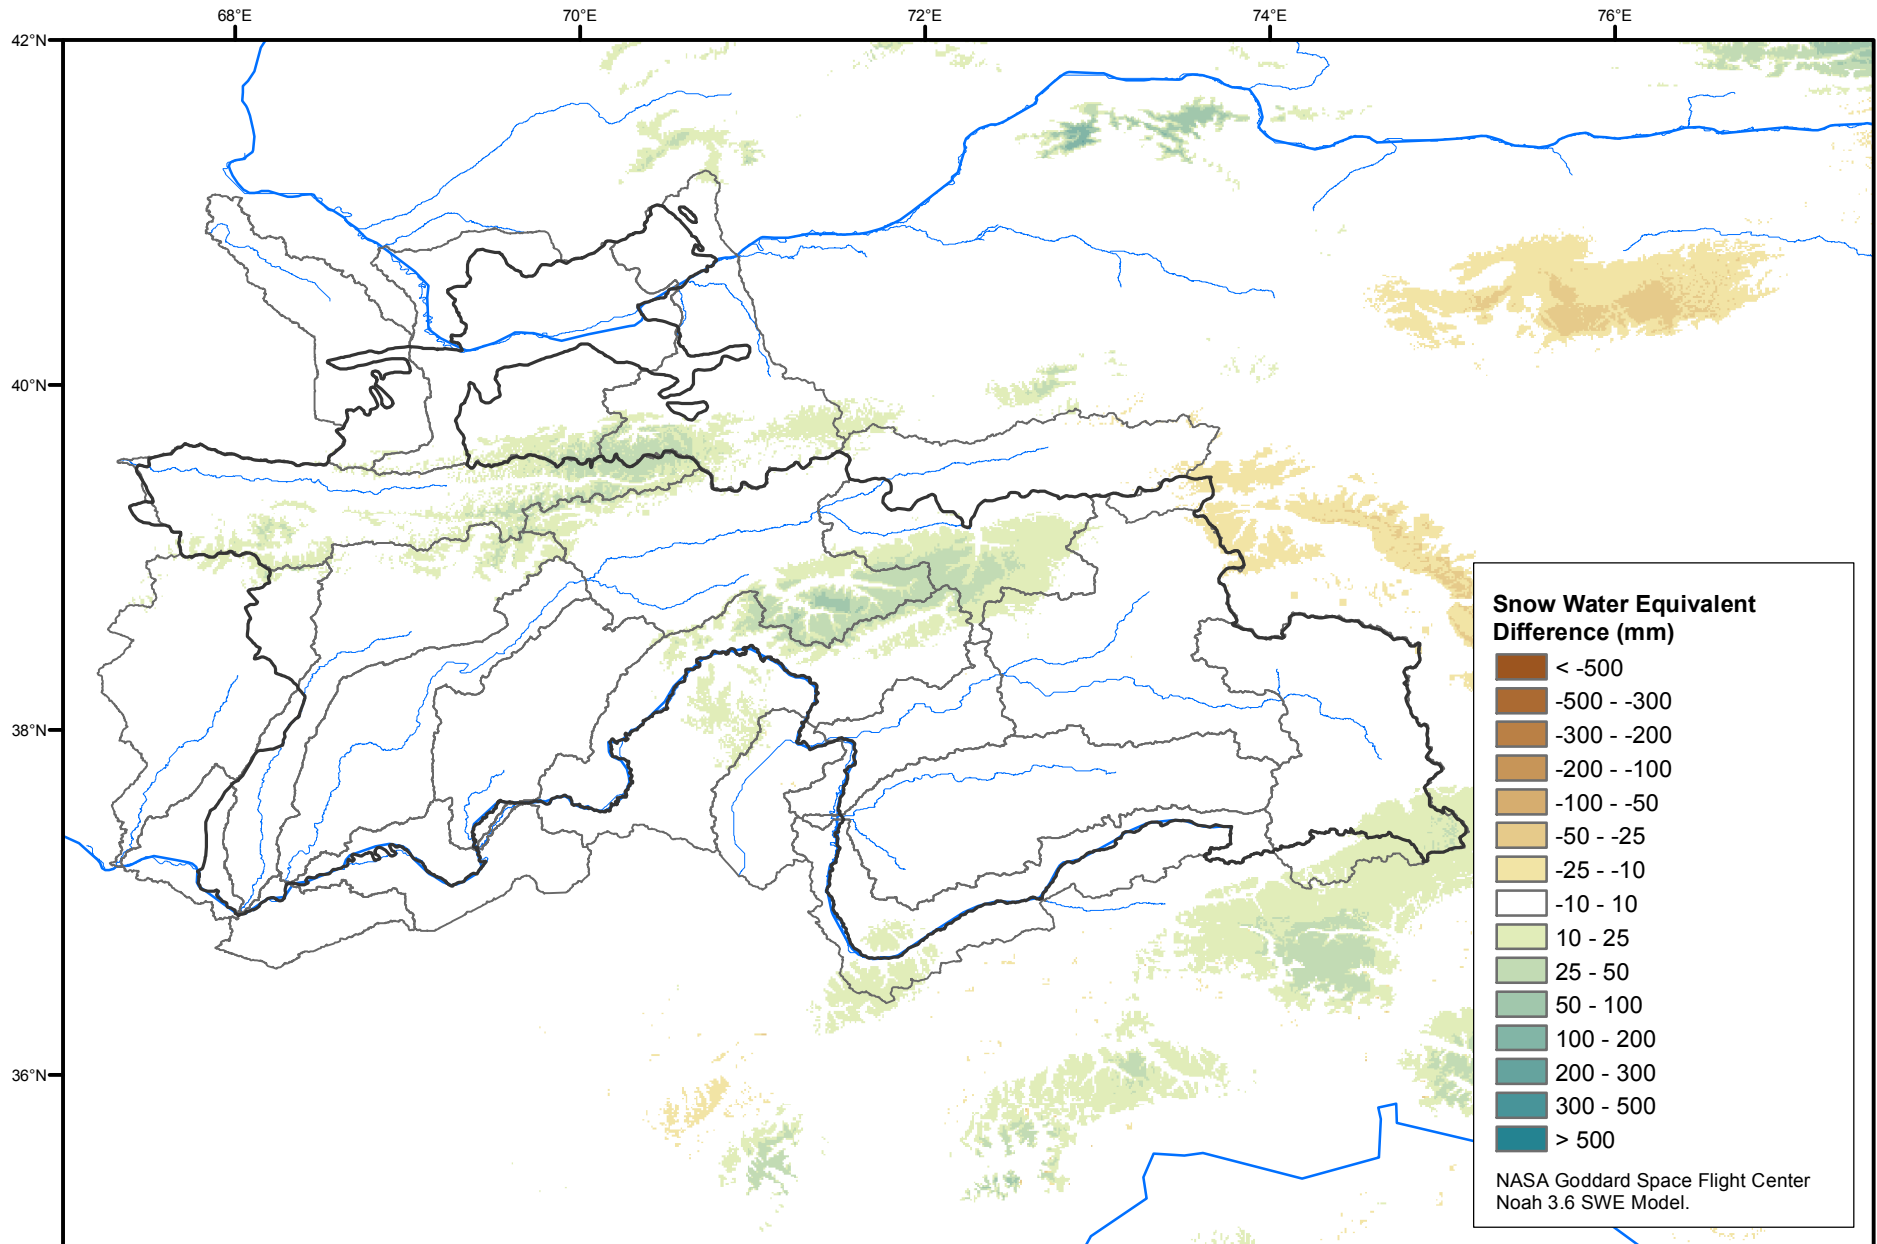 68°E 70°E 72°E 74°E 76°E
42°N
40°N
38°N
36°N
Snow Water Equivalent
Difference (mm)
< -500
-500 - -300
-300 - -200
-200 - -100
-100 - -50
-50 - -25
-25 - -10
-10 - 10
10 - 25
25 - 50
50 - 100
100 - 200
200 - 300
300 - 500
> 500
NASA Goddard Space Flight Center
Noah 3.6 SWE Model.